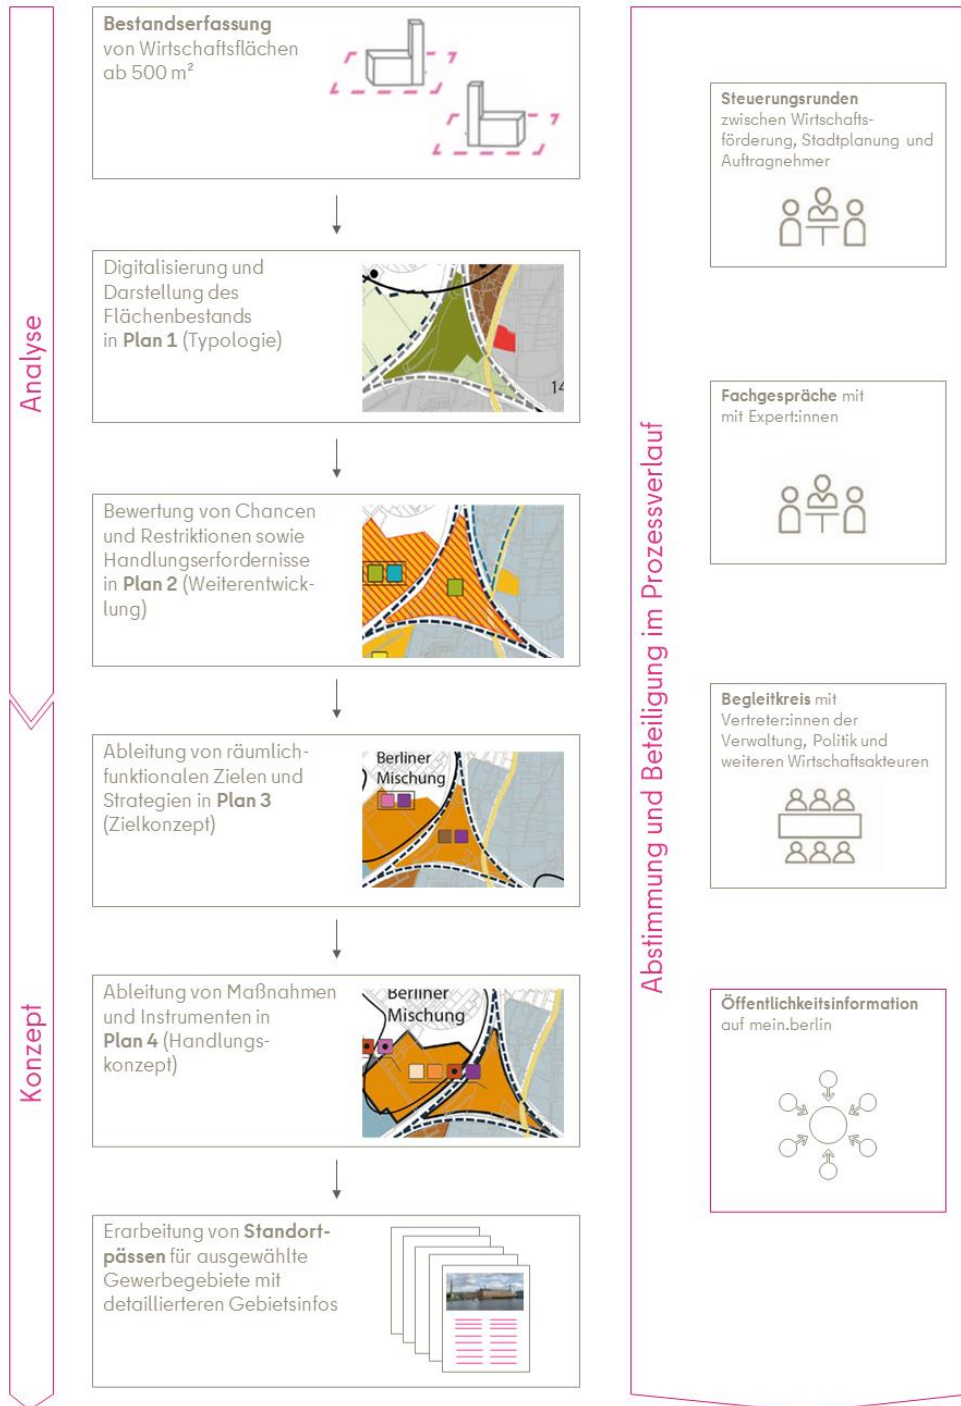 Analyse
Konzept
Bestandserfassung
von Wirtschaftsflächen
ab 500 m²
Digitalisierung und
Darstellung des
Flächenbestands
in Plan 1 (Typologie)
14
Bewertung von Chancen
und Restriktionen sowie
Handlungserfordernisse
in Plan 2 (Weiterentwick-
lung)
Ableitung von räumlich-
funktionalen Zielen und
Strategien in Plan 3
(Zielkonzept)
Berliner
Mischung
Ableitung von Maßnahmen
und Instrumenten in
Plan 4 (Handlungs-
konzept)
Berliner
Mischung
Erarbeitung von Standort-
pässen für ausgewählte
Gewerbegebiete mit
detaillierteren Gebietsinfos
Abstimmung und Beteiligung im Prozessverlauf
Steuerungsrunden
zwischen Wirtschafts-
förderung, Stadtplanung und
Auftragnehmer
Fachgespräche mit
mit Expert:innen
Begleitkreis mit
Vertreter:innen der
Verwaltung, Politik und
weiteren Wirtschaftsakteuren
Öffentlichkeitsinformation
auf mein.berlin